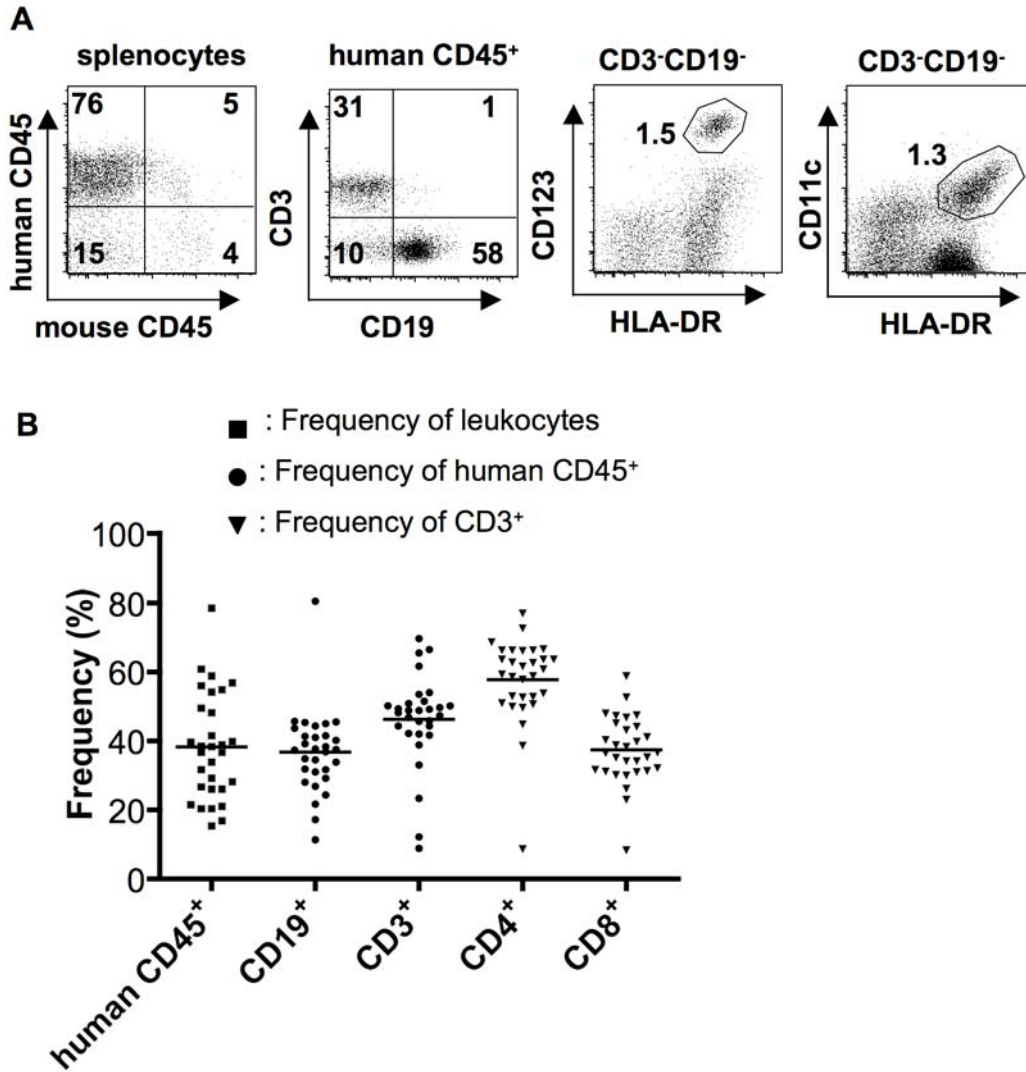 A
splenocytes
human CD45⁺
CD3⁻CD19⁻
CD3⁻CD19⁻
76 5
15 4
human CD45
mouse CD45
31 1
10 58
CD3
CD19
1.5
CD123
HLA-DR
1.3
CD11c
HLA-DR
B
: Frequency of leukocytes
: Frequency of human CD45⁺
: Frequency of CD3⁺
Frequency (%)
100
80
60
40
20
0
human CD45⁺
CD19⁺
CD3⁺
CD4⁺
CD8⁺